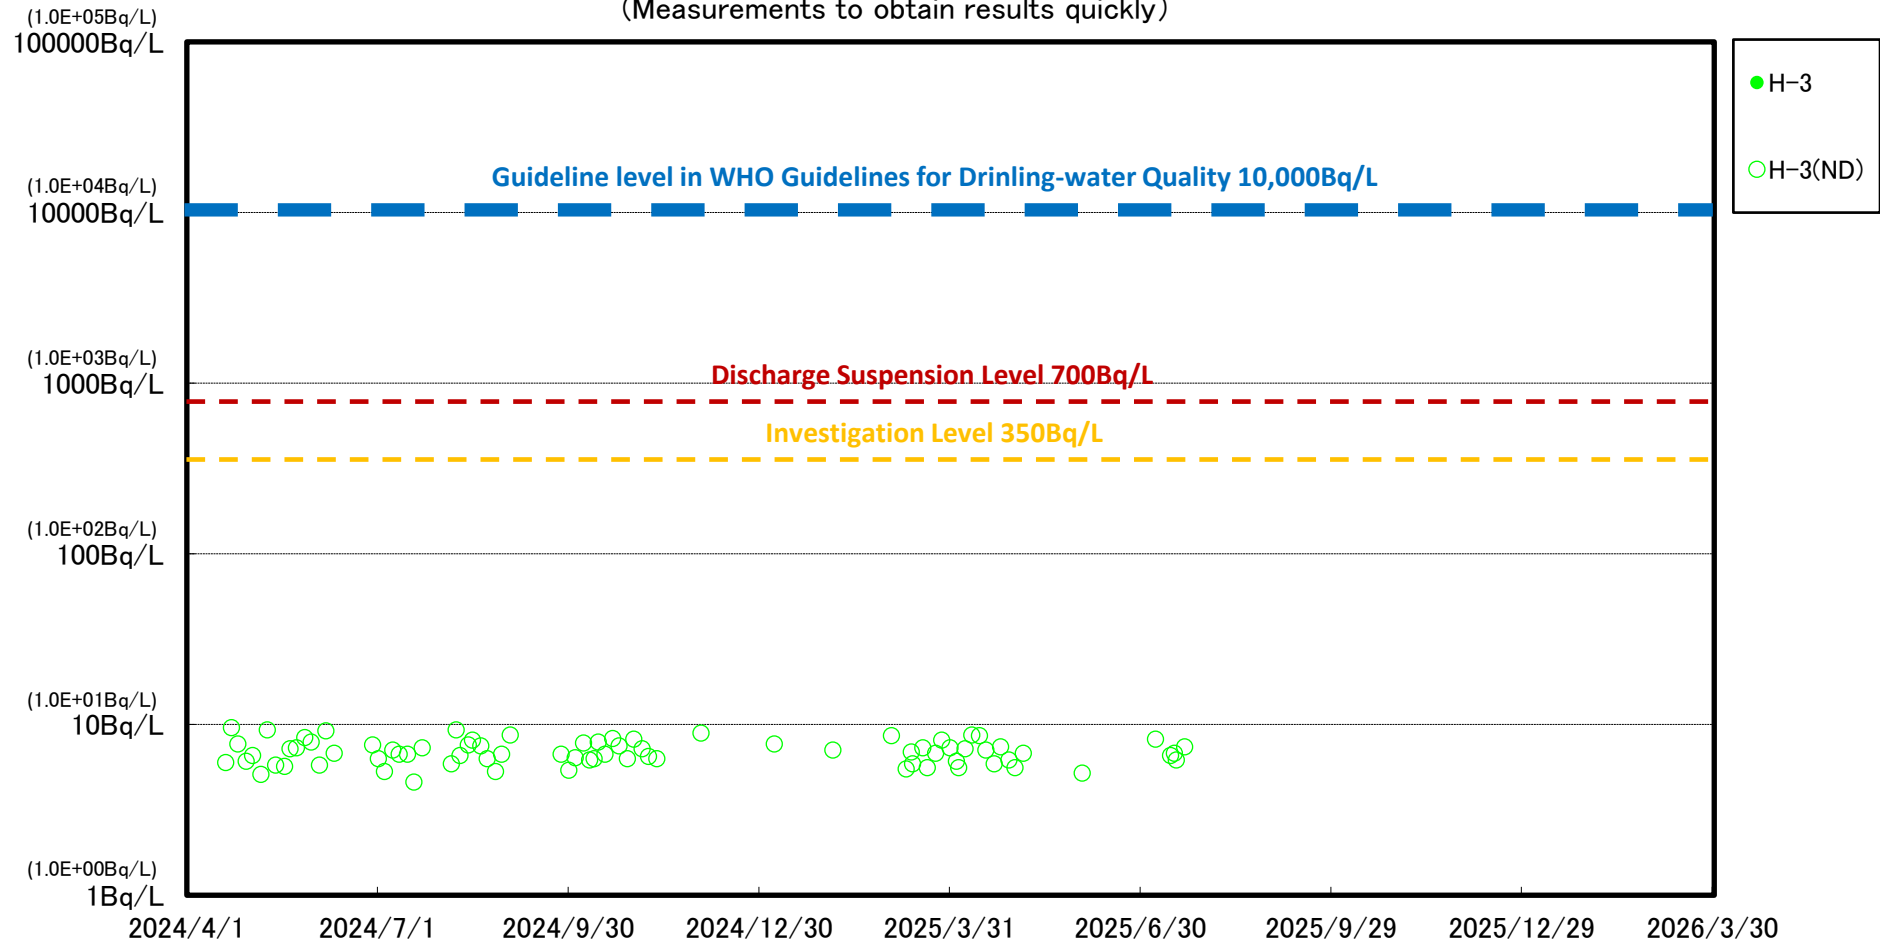 (Measurements to obtain results quickly)
(1.0E+05Bq/L)
100000Bq/L
H-3
H-3(ND)
Guideline level in WHO Guidelines for Drinling-water Quality 10,000Bq/L
(1.0E+04Bq/L)
10000Bq/L
(1.0E+03Bq/L)
1000Bq/L
Discharge Suspension Level 700Bq/L
Investigation Level 350Bq/L
(1.0E+02Bq/L)
100Bq/L
(1.0E+01Bq/L)
10Bq/L
(1.0E+00Bq/L)
1Bq/L
2024/4/1 2024/7/1 2024/9/30 2024/12/30 2025/3/31 2025/6/30 2025/9/29 2025/12/29 2026/3/30